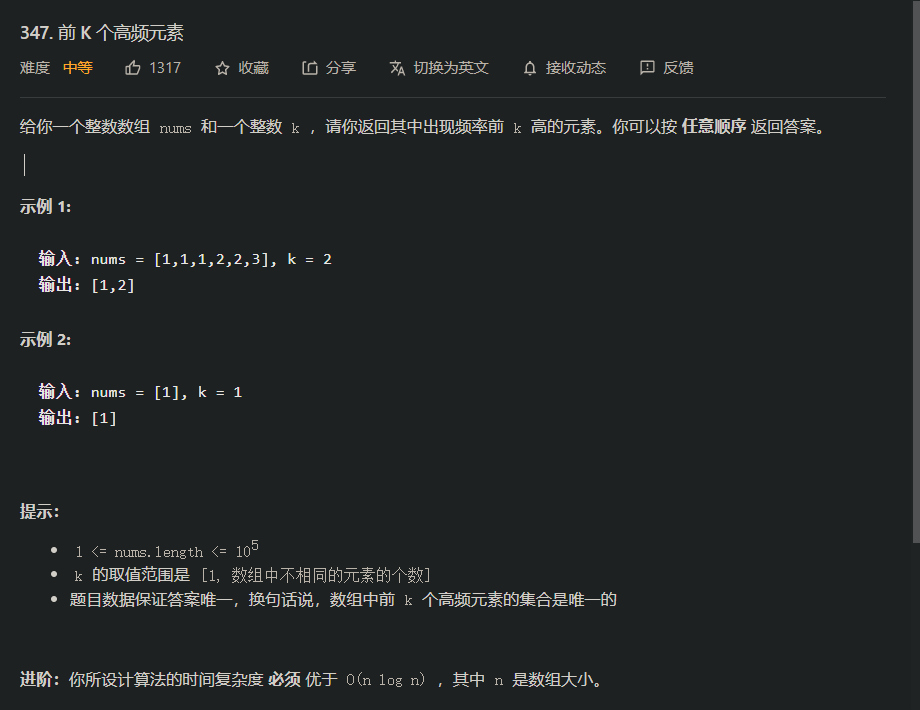 347. 前 K 个高频元素
难度 中等 1317 收藏 分享 切换为英文 接收动态 反馈
给你一个整数数组 nums 和一个整数 k ，请你返回其中出现频率前 k 高的元素。你可以按 任意顺序 返回答案。
示例 1:
输入: nums = [1,1,1,2,2,3], k = 2
输出: [1,2]
示例 2:
输入: nums = [1], k = 1
输出: [1]
提示：
1 <= nums.length <= 10⁵
k 的取值范围是 [1, 数组中不相同的元素的个数]
题目数据保证答案唯一，换句话说，数组中前 k 个高频元素的集合是唯一的
进阶：你所设计算法的时间复杂度 必须 优于 O(n log n) ，其中 n 是数组大小。